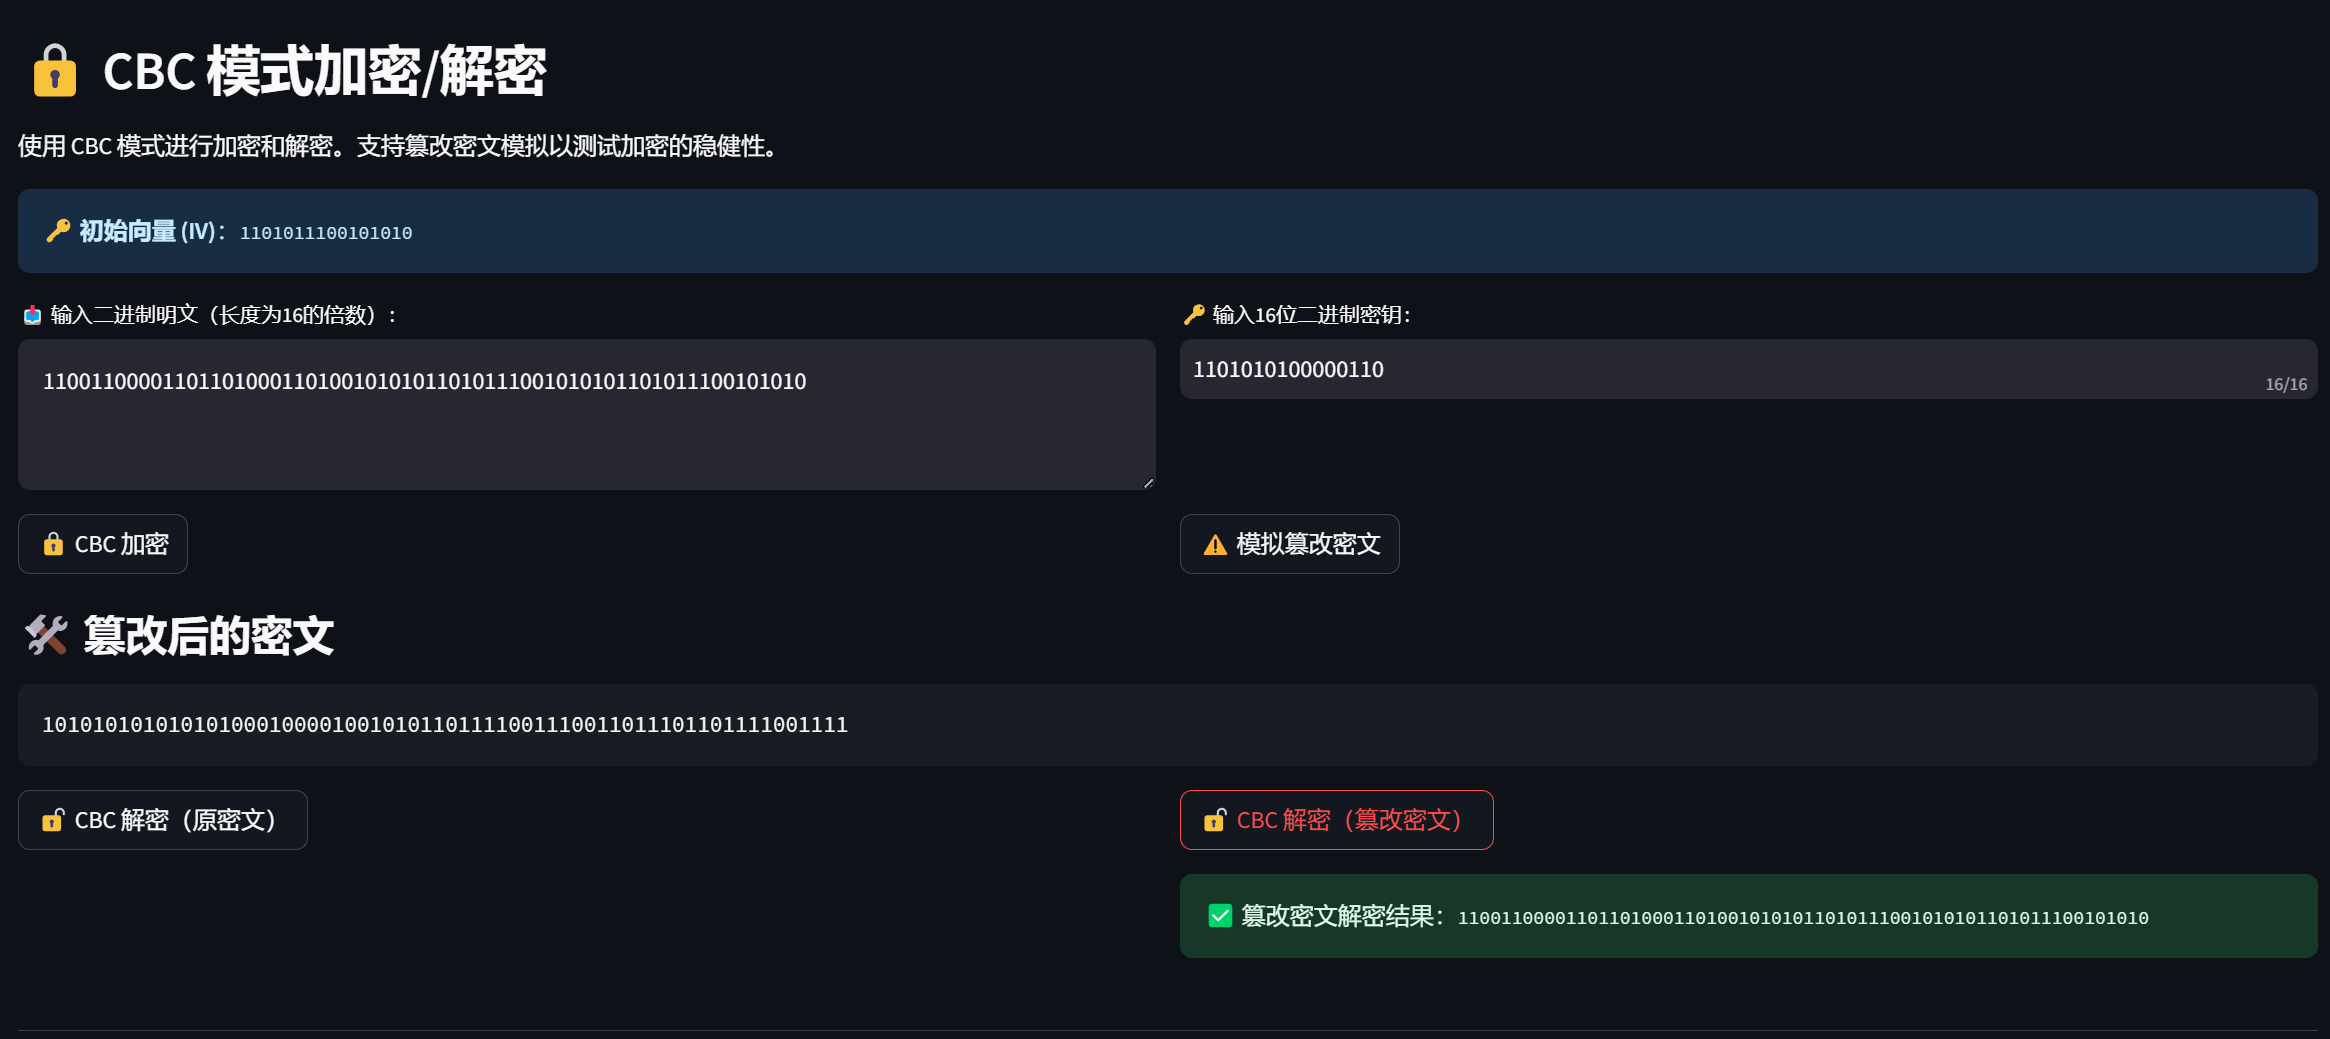 🔒 CBC 模式加密/解密
使用 CBC 模式进行加密和解密。支持篡改密文模拟以测试加密的稳健性。
🔑 初始向量 (IV)：1101011100101010
📩 输入二进制明文（长度为16的倍数）:
🔑 输入16位二进制密钥:
1100110000110110100011010010101011010111001010101101011100101010
1101010100000110
16/16
🔒 CBC 加密
⚠️ 模拟篡改密文
🛠️ 篡改后的密文
1010101010101010001000010010101101111001110011011101101111001111
🔓 CBC 解密（原密文）
🔓 CBC 解密（篡改密文）
✅ 篡改密文解密结果：1100110000110110100011010010101011010111001010101101011100101010